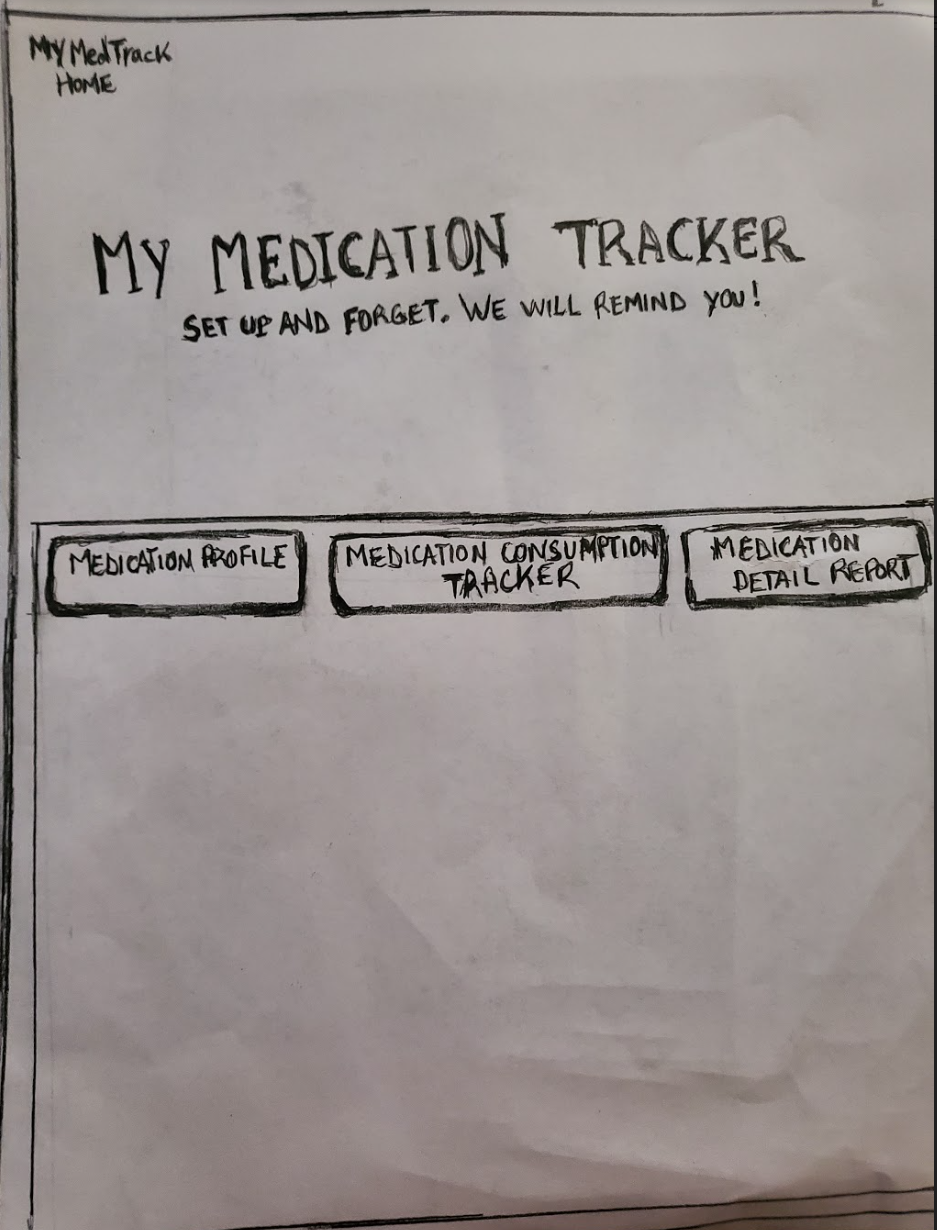 MY MedTrack
HOME
MY MEDICATION TRACKER
SET UP AND FORGET. WE WILL REMIND YOU!
MEDICATION PROFILE
MEDICATION CONSUMPTION
TRACKER
MEDICATION
DETAIL REPORT